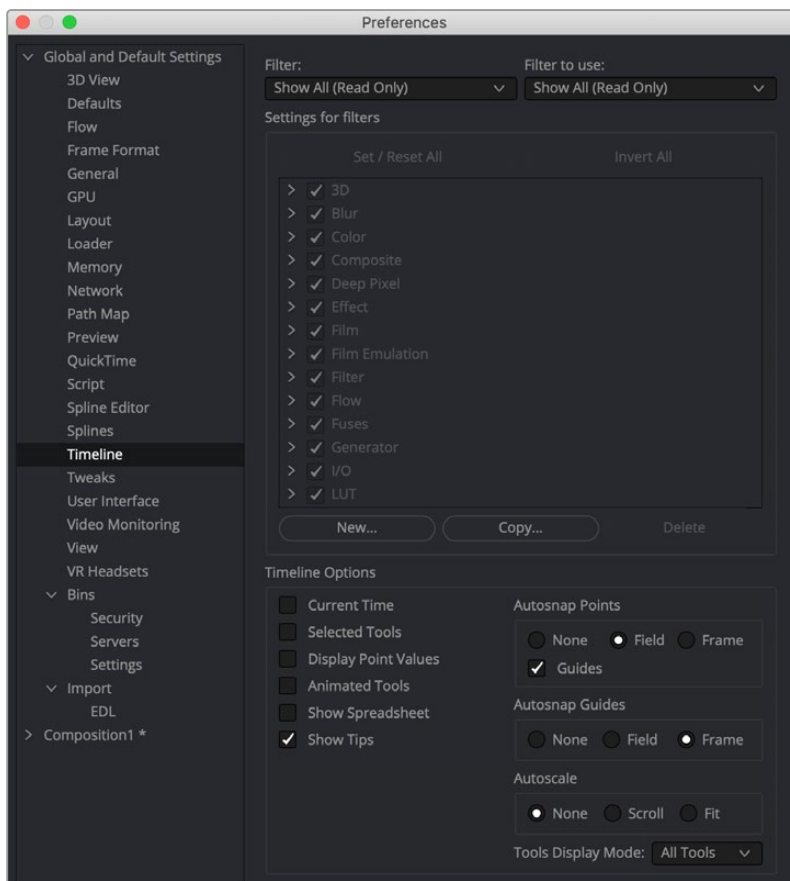 Preferences
Global and Default Settings
3D View
Defaults
Flow
Frame Format
General
GPU
Layout
Loader
Memory
Network
Path Map
Preview
QuickTime
Script
Spline Editor
Splines
Timeline
Tweaks
User Interface
Video Monitoring
View
VR Headsets
Bins
Security
Servers
Settings
Import
EDL
Composition1 *
Filter:
Filter to use:
Show All (Read Only)
Show All (Read Only)
Settings for filters
Set / Reset All
Invert All
3D
Blur
Color
Composite
Deep Pixel
Effect
Film
Film Emulation
Filter
Flow
Fuses
Generator
I/O
LUT
New...
Copy...
Delete
Timeline Options
Current Time
Selected Tools
Display Point Values
Animated Tools
Show Spreadsheet
Show Tips
Autosnap Points
None Field Frame
Guides
Autosnap Guides
None Field Frame
Autoscale
None Scroll Fit
Tools Display Mode: All Tools